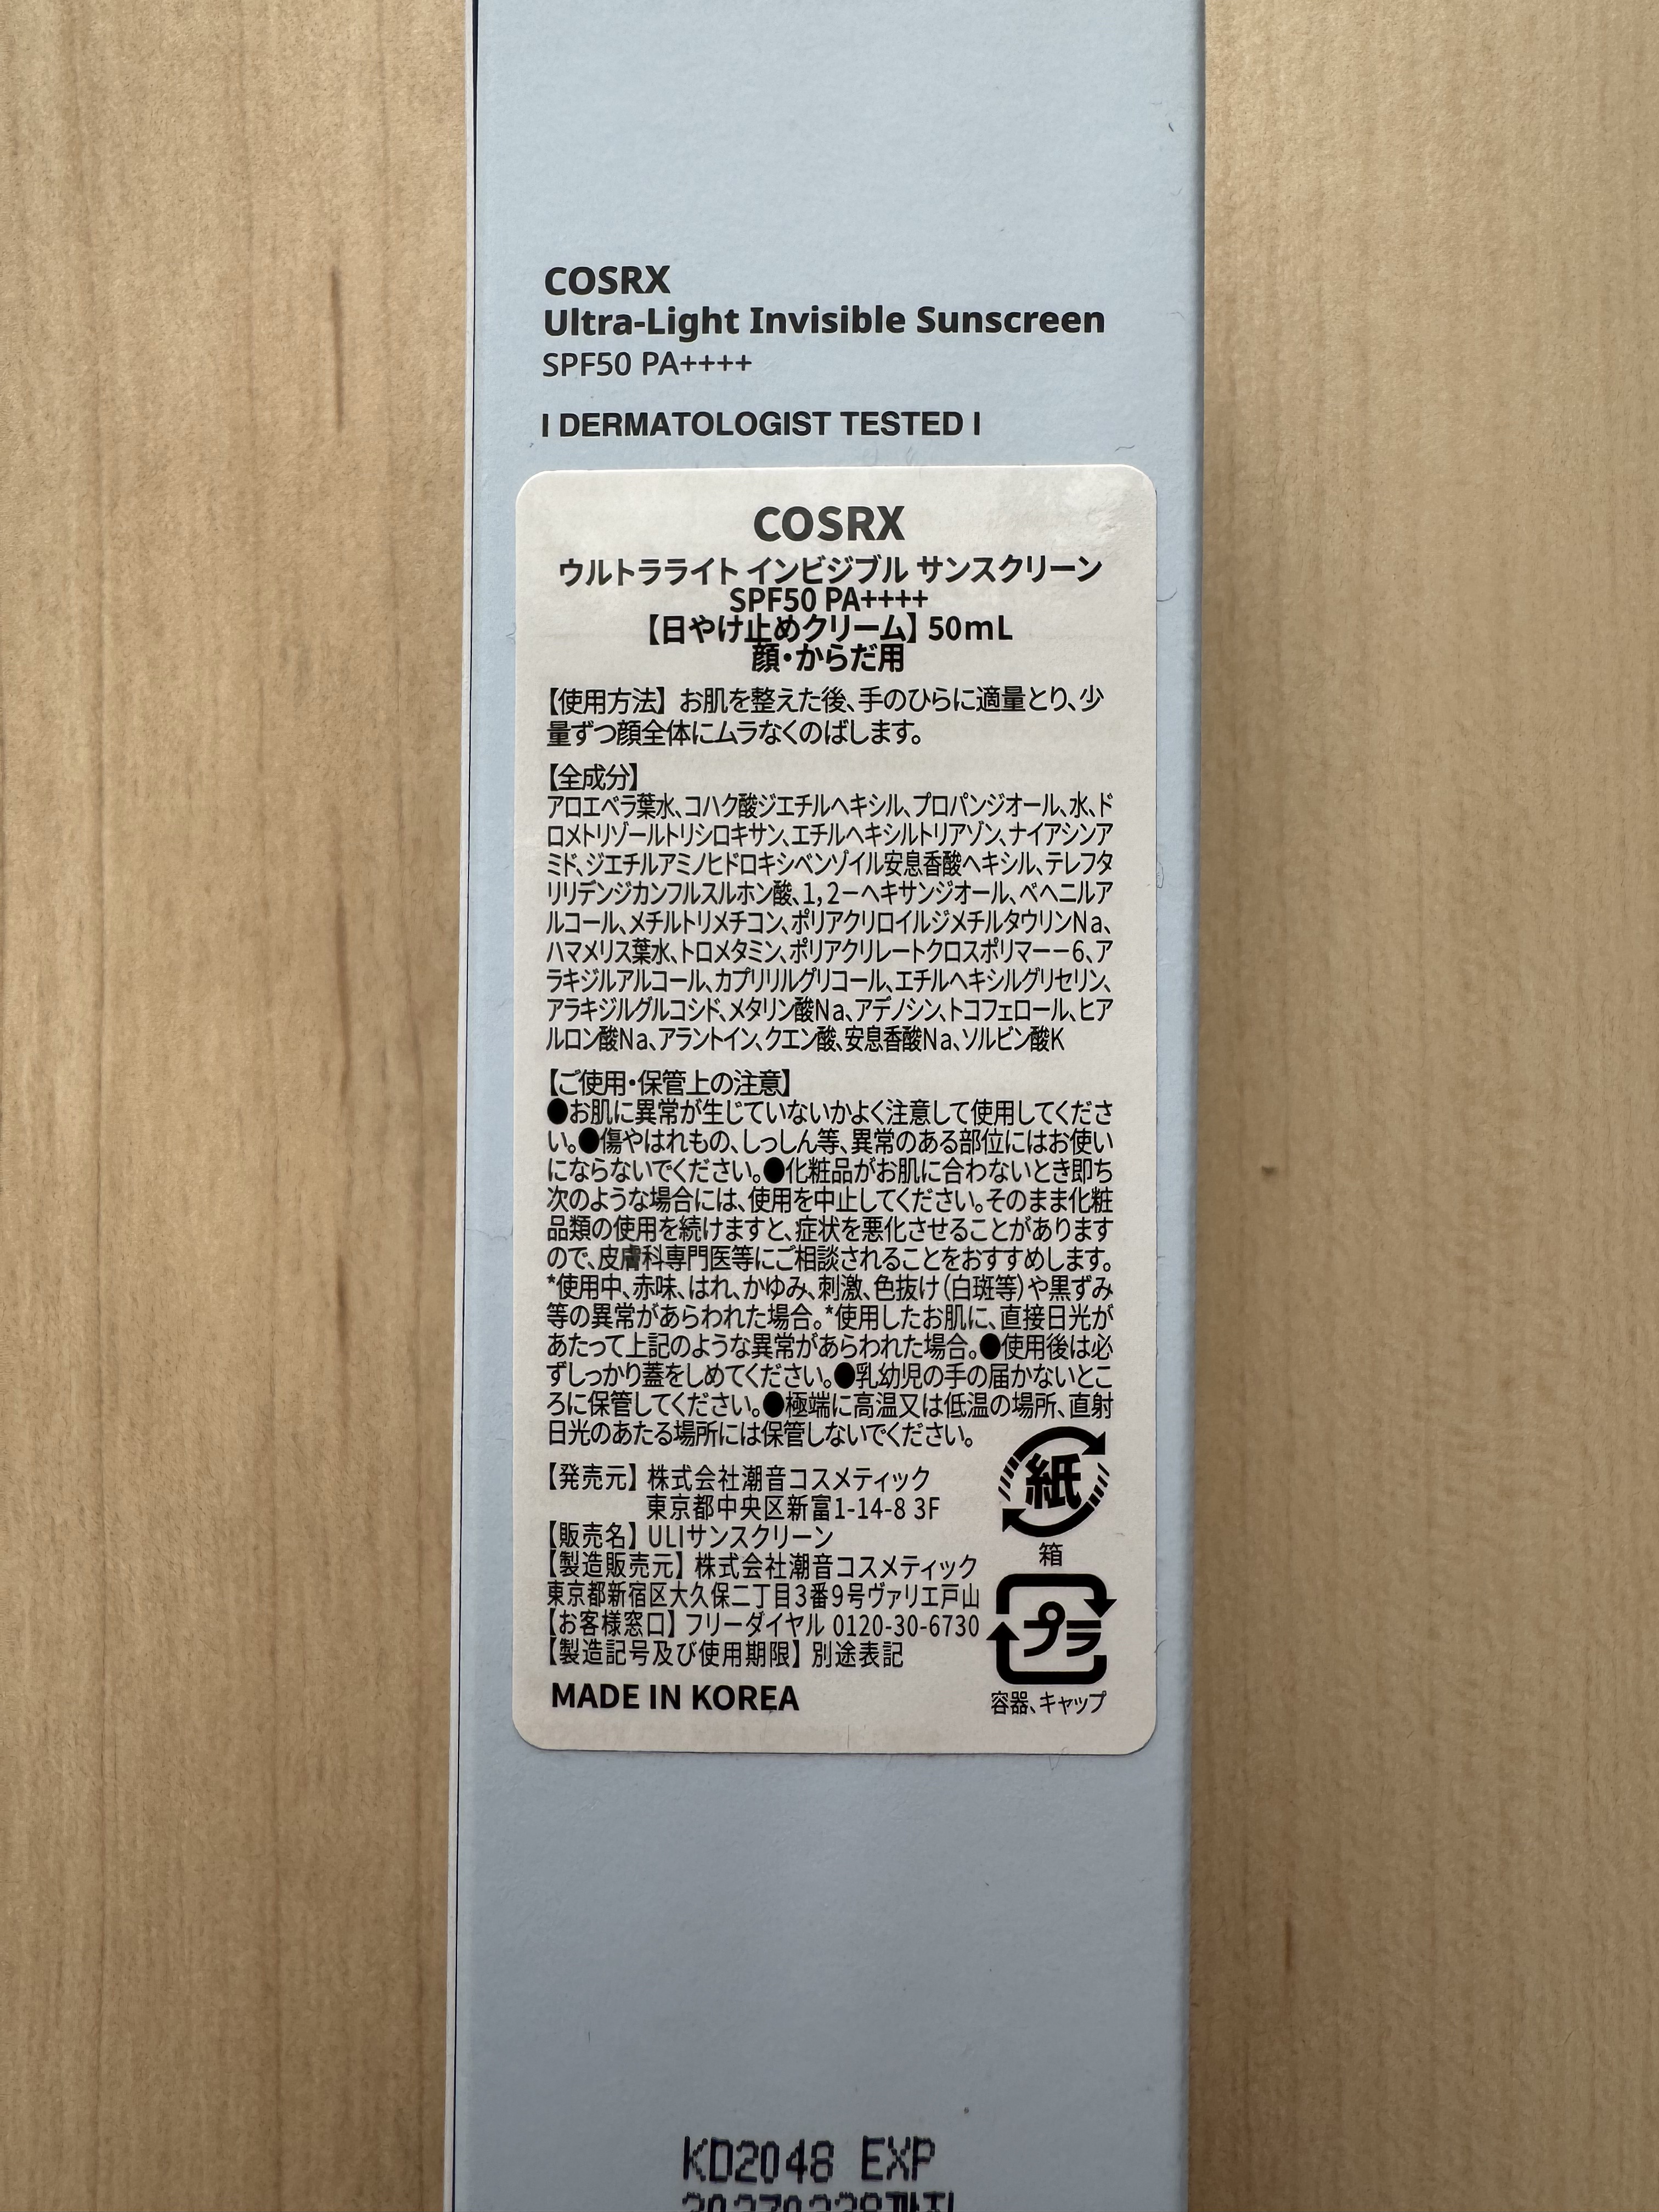 COSRX
Ultra-Light Invisible Sunscreen
SPF50 PA++++
I DERMATOLOGIST TESTED I
COSRX
ウルトラライト インビジブル サンスクリーン
SPF50 PA++++
【日やけ止めクリーム】50mL
顔・からだ用
【使用方法】お肌を整えた後、手のひらに適量とり、少
量ずつ顔全体にムラなくのばします。
【全成分】
アロエベラ葉水、コハク酸ジエチルヘキシル、プロパンジオール、水、ド
ロメトリゾールトリシロキサン、エチルヘキシルトリアゾン、ナイアシンア
ミド、ジエチルアミノヒドロキシベンゾイル安息香酸ヘキシル、テレフタ
リリデンジカンフルスルホン酸、1,2－ヘキサンジオール、ベヘニルア
ルコール、メチルトリメチコン、ポリアクリロイルジメチルタウリンNa、
ハマメリス葉水、トロメタミン、ポリアクリレートクロスポリマー－6、ア
ラキジルアルコール、カプリリルグリコール、エチルヘキシルグリセリン、
アラキジルグルコシド、メタリン酸Na、アデノシン、トコフェロール、ヒア
ルロン酸Na、アラントイン、クエン酸、安息香酸Na、ソルビン酸K
【ご使用・保管上の注意】
●お肌に異常が生じていないかよく注意して使用してくださ
い。●傷やはれもの、しっしん等、異常のある部位にはお使い
にならないでください。●化粧品がお肌に合わないとき即ち
次のような場合には、使用を中止してください。そのまま化粧
品類の使用を続けますと、症状を悪化させることがあります
ので、皮膚科専門医等にご相談されることをおすすめします。
*使用中、赤味、はれ、かゆみ、刺激、色抜け（白斑等）や黒ずみ
等の異常があらわれた場合。*使用したお肌に、直接日光が
あたって上記のような異常があらわれた場合。●使用後は必
ずしっかり蓋をしめてください。●乳幼児の手の届かないとこ
ろに保管してください。●極端に高温又は低温の場所、直射
日光のあたる場所には保管しないでください。
【発売元】株式会社潮音コスメティック
東京都中央区新富1-14-8 3F
【販売名】ULIサンスクリーン
【製造販売元】株式会社潮音コスメティック
東京都新宿区大久保二丁目3番9号ヴァリエ戸山
【お客様窓口】フリーダイヤル 0120-30-6730
【製造記号及び使用期限】別途表記
MADE IN KOREA
紙
箱
プラ
容器、キャップ
KD2048 EXP